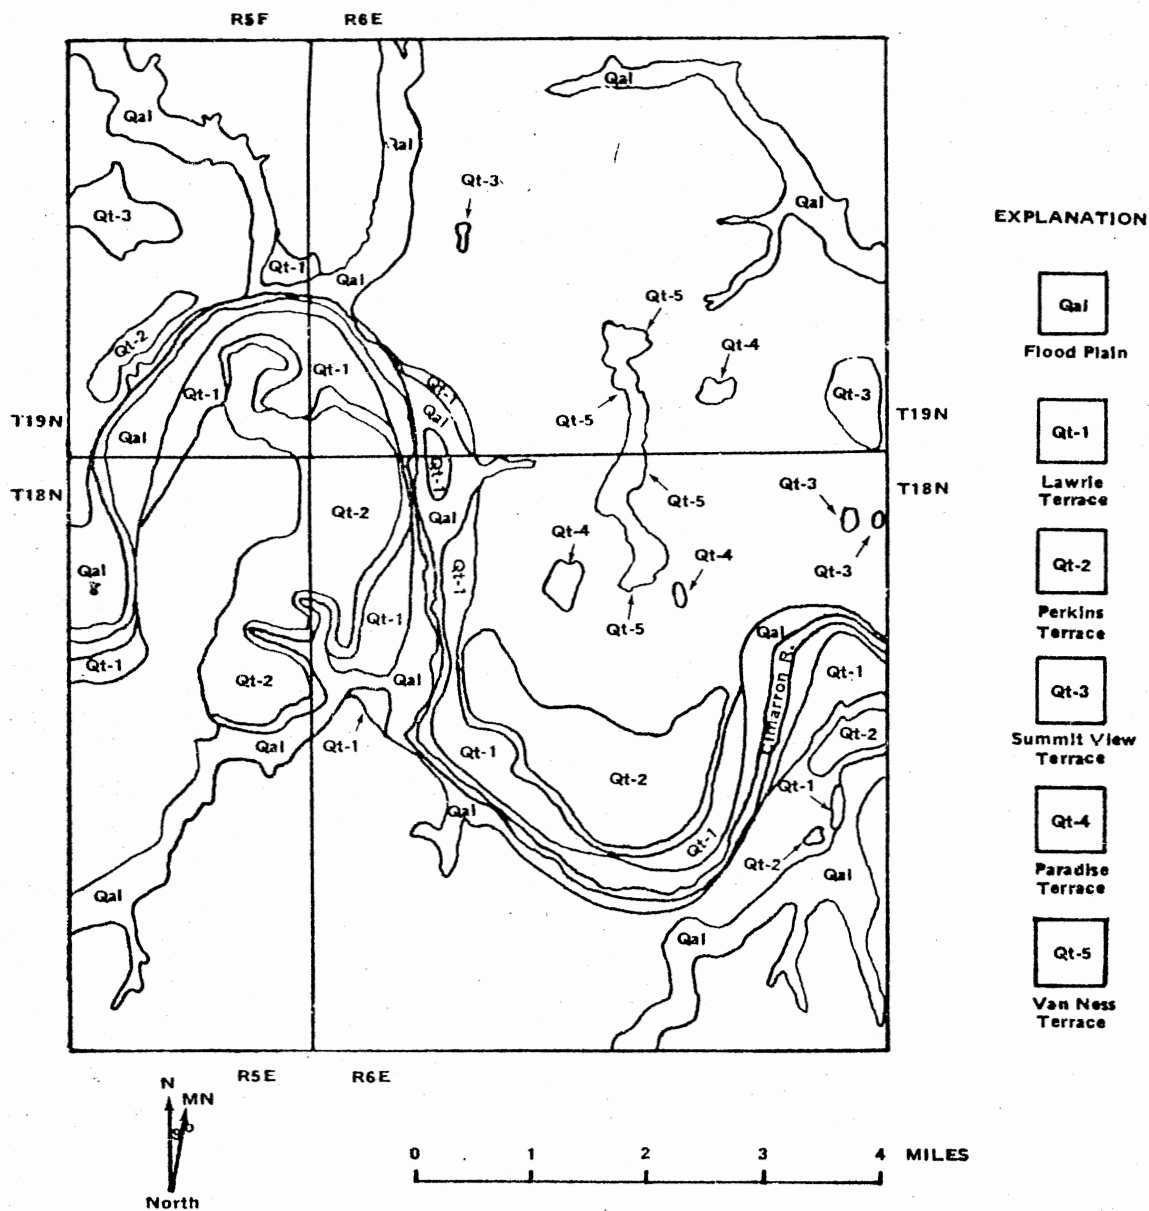 R5F R6E
Qal
Qal
Qal
Qt-3
Qt-3
Qal
Qt-1
Qal
Qt-5
Qt-2
Qt-4
Qt-1
Qt-1
Qt-1
Qt-3
T19N
Qal
Qal
Qt-5
T19N
T18N
Qt-1
Qt-5
Qt-3
T18N
Qt-2
Qal
Qt-4
Qt-4
Qt-3
Qal
Qt-1
Qt-1
Qt-5
Qal
Cimarron R.
Qt-1
Qt-1
Qt-2
Qal
Qt-2
Qal
Qt-1
Qt-1
Qt-2
Qt-1
Qal
Qt-1
Qt-2
Qal
Qal
Qal
R5E R6E
EXPLANATION
Qal
Flood Plain
Qt-1
Lawrie
Terrace
Qt-2
Perkins
Terrace
Qt-3
Summit View
Terrace
Qt-4
Paradise
Terrace
Qt-5
Van Ness
Terrace
N
MN
9°
North
0 1 2 3 4 MILES